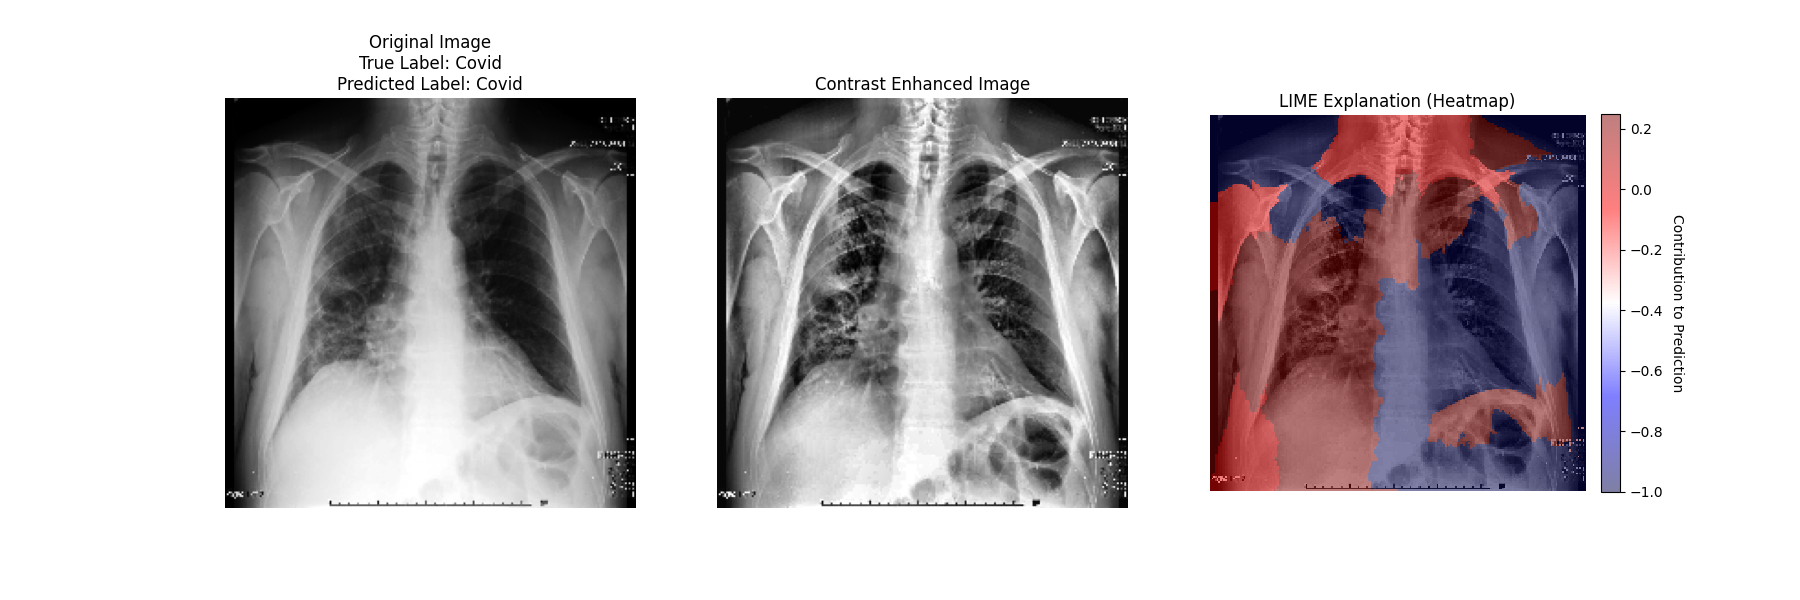 Original Image
True Label: Covid
Predicted Label: Covid
Contrast Enhanced Image
LIME Explanation (Heatmap)
0.2
0.0
−0.2
−0.4
−0.6
−0.8
−1.0
Contribution to Prediction